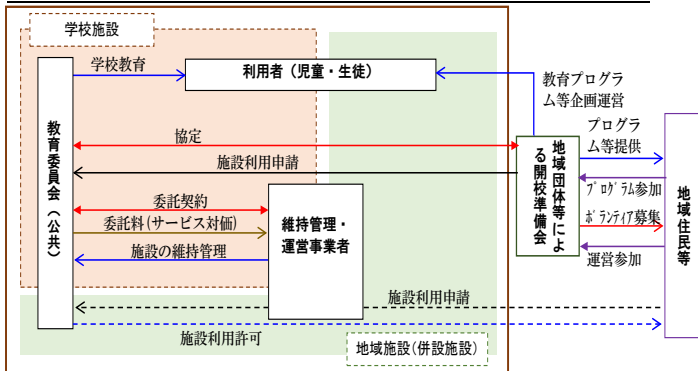 学校施設
学校教育
利用者（児童・生徒）
教育プログラ
ム等企画運営
プログラ
ム等提供
協定
施設利用申請
教育委員会（公共）
地域団体等によ
る開校準備会
ﾌﾟﾛｸﾞﾗﾑ参加
地域住民等
委託契約
委託料(サービス対価)
維持管理・
運営事業者
ﾎﾞﾗﾝﾃｨｱ募集
施設の維持管理
運営参加
施設利用申請
施設利用許可
地域施設(併設施設)